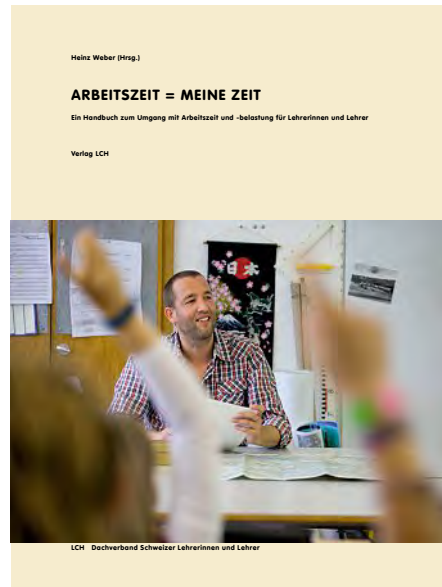 Heinz Weber (Hrsg.)
ARBEITSZEIT = MEINE ZEIT
Ein Handbuch zum Umgang mit Arbeitszeit und -belastung für Lehrerinnen und Lehrer
Verlag LCH
日本
LCH Dachverband Schweizer Lehrerinnen und Lehrer